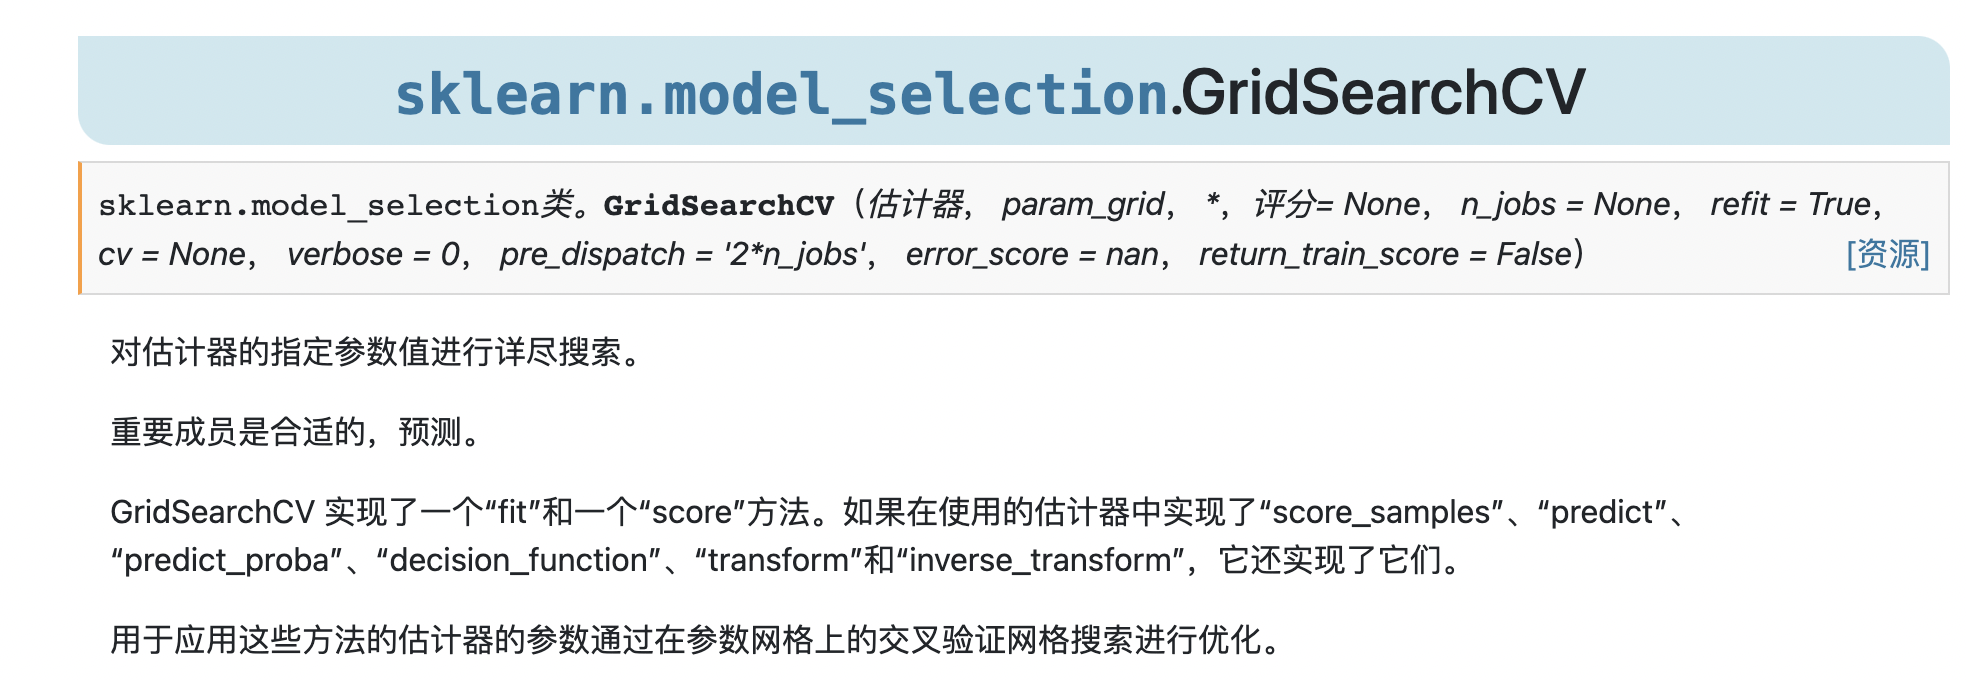 sklearn.model_selection.GridSearchCV
sklearn.model_selection类。GridSearchCV（估计器， param_grid， *，评分= None， n_jobs = None， refit = True，
cv = None， verbose = 0， pre_dispatch = '2*n_jobs'， error_score = nan， return_train_score = False） [资源]
对估计器的指定参数值进行详尽搜索。
重要成员是合适的，预测。
GridSearchCV 实现了一个“fit”和一个“score”方法。如果在使用的估计器中实现了“score_samples”、“predict”、
“predict_proba”、“decision_function”、“transform”和“inverse_transform”，它还实现了它们。
用于应用这些方法的估计器的参数通过在参数网格上的交叉验证网格搜索进行优化。